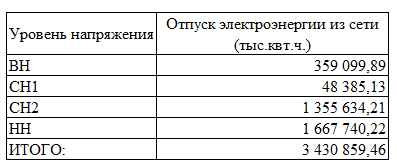 Уровень напряжения Отпуск электроэнергии из сети
(тыс.квт.ч.)
ВН 359 099,89
СН1 48 385,13
СН2 1 355 634,21
НН 1 667 740,22
ИТОГО: 3 430 859,46